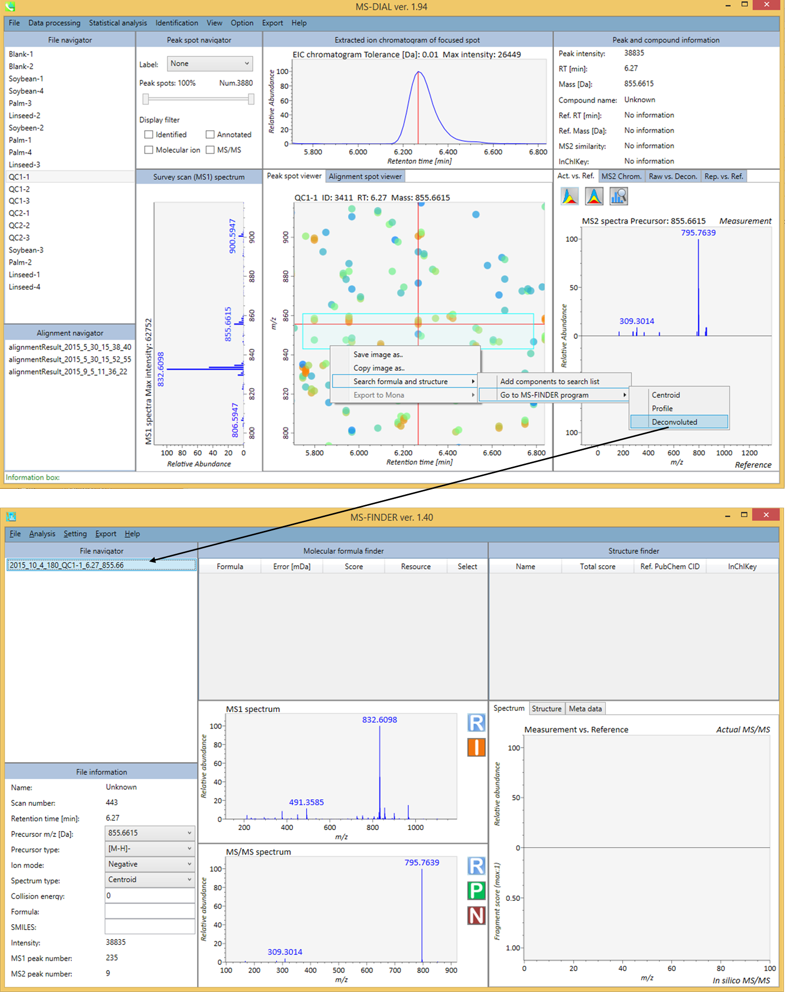 MS-DIAL ver. 1.94
File Data processing Statistical analysis Identification View Option Export Help
File navigator
Blank-1
Blank-2
Soybean-1
Soybean-4
Palm-3
Linseed-2
Soybeen-2
Palm-1
Palm-4
Linseed-3
QC1-1
QC1-2
QC1-3
QC2-1
QC2-2
QC2-3
Soybean-3
Palm-2
Linseed-1
Linseed-4
Alignment navigator
alignmentResult_2015_5_30_15_38_40
alignmentResult_2015_5_30_15_52_55
alignmentResult_2015_9_5_11_36_22
Information box:
Peak spot navigator
Label: None
Peak spots: 100% Num.3880
Display filter
Identified Annotated
Molecular ion MS/MS
Survey scan (MS1) spectrum
MS1 spectra Max intensity: 62752
900.5947
855.6615
832.6098
806.5947
900
880
860
840
820
800
m/z
100 80 60 40 20 0
Relative Abundance
Extracted ion chromatogram of focused spot
EIC chromatogram Tolerance [Da]: 0.01 Max intensity: 26449
Relative Abundance
100
80
60
40
20
0
5.800 6.000 6.200 6.400 6.600 6.800
Retention time [min]
Peak spot viewer Alignment spot viewer
QC1-1 ID: 3411 RT: 6.27 Mass: 855.6615
m/z
900
880
860
840
820
800
5.800 6.000 6.200 6.400 6.600 6.800
Retention time [min]
Save image as..
Copy image as..
Search formula and structure
Export to Mona
Add components to search list
Go to MS-FINDER program
Centroid
Profile
Deconvoluted
Peak and compound information
Peak intensity: 38835
RT [min]: 6.27
Mass [Da]: 855.6615
Compound name: Unknown
Ref. RT [min]: No information
Ref. Mass [Da]: No information
MS2 similarity: No information
InChIKey: No information
Act. vs. Ref. MS2 Chrom. Raw vs. Decon. Rep. vs. Ref.
MS2 spectra Precursor: 855.6615 Measurement
795.7639
309.3014
Relative Abundance
100
50
0
100
0 200 400 600 800 1000 1200
m/z
Reference
MS-FINDER ver. 1.40
File Analysis Setting Export Help
File navigator
2015_10_4_180_QC1-1_6.27_855.66
File information
Name: Unknown
Scan number: 443
Retention time [min]: 6.27
Precursor m/z [Da]: 855.6615
Precursor type: [M-H]-
Ion mode: Negative
Spectrum type: Centroid
Collision energy: 0
Formula:
SMILES:
Intensity: 38835
MS1 peak number: 235
MS2 peak number: 9
Molecular formula finder
Formula Error [mDa] Score Resource Select
MS1 spectrum
832.6098
491.3585
Relative abundance
100
80
60
40
20
0
200 400 600 800 1000
m/z
R
I
MS/MS spectrum
795.7639
309.3014
Relative abundance
100
80
60
40
20
0
100 200 300 400 500 600 700 800 900
m/z
R
P
N
Structure finder
Name Total score Ref. PubChem CID InChIKey
Spectrum Structure Meta data
Measurement vs. Reference Actual MS/MS
Relative abundance
100
50
0
Fragment score (max:1)
0.50
1.00
0 20 40 60 80 100
m/z
In silico MS/MS